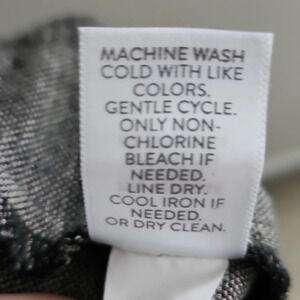 MACHINE WASH
COLD WITH LIKE
COLORS.
GENTLE CYCLE.
ONLY NON-
CHLORINE
BLEACH IF
NEEDED.
LINE DRY.
COOL IRON IF
NEEDED.
OR DRY CLEAN.